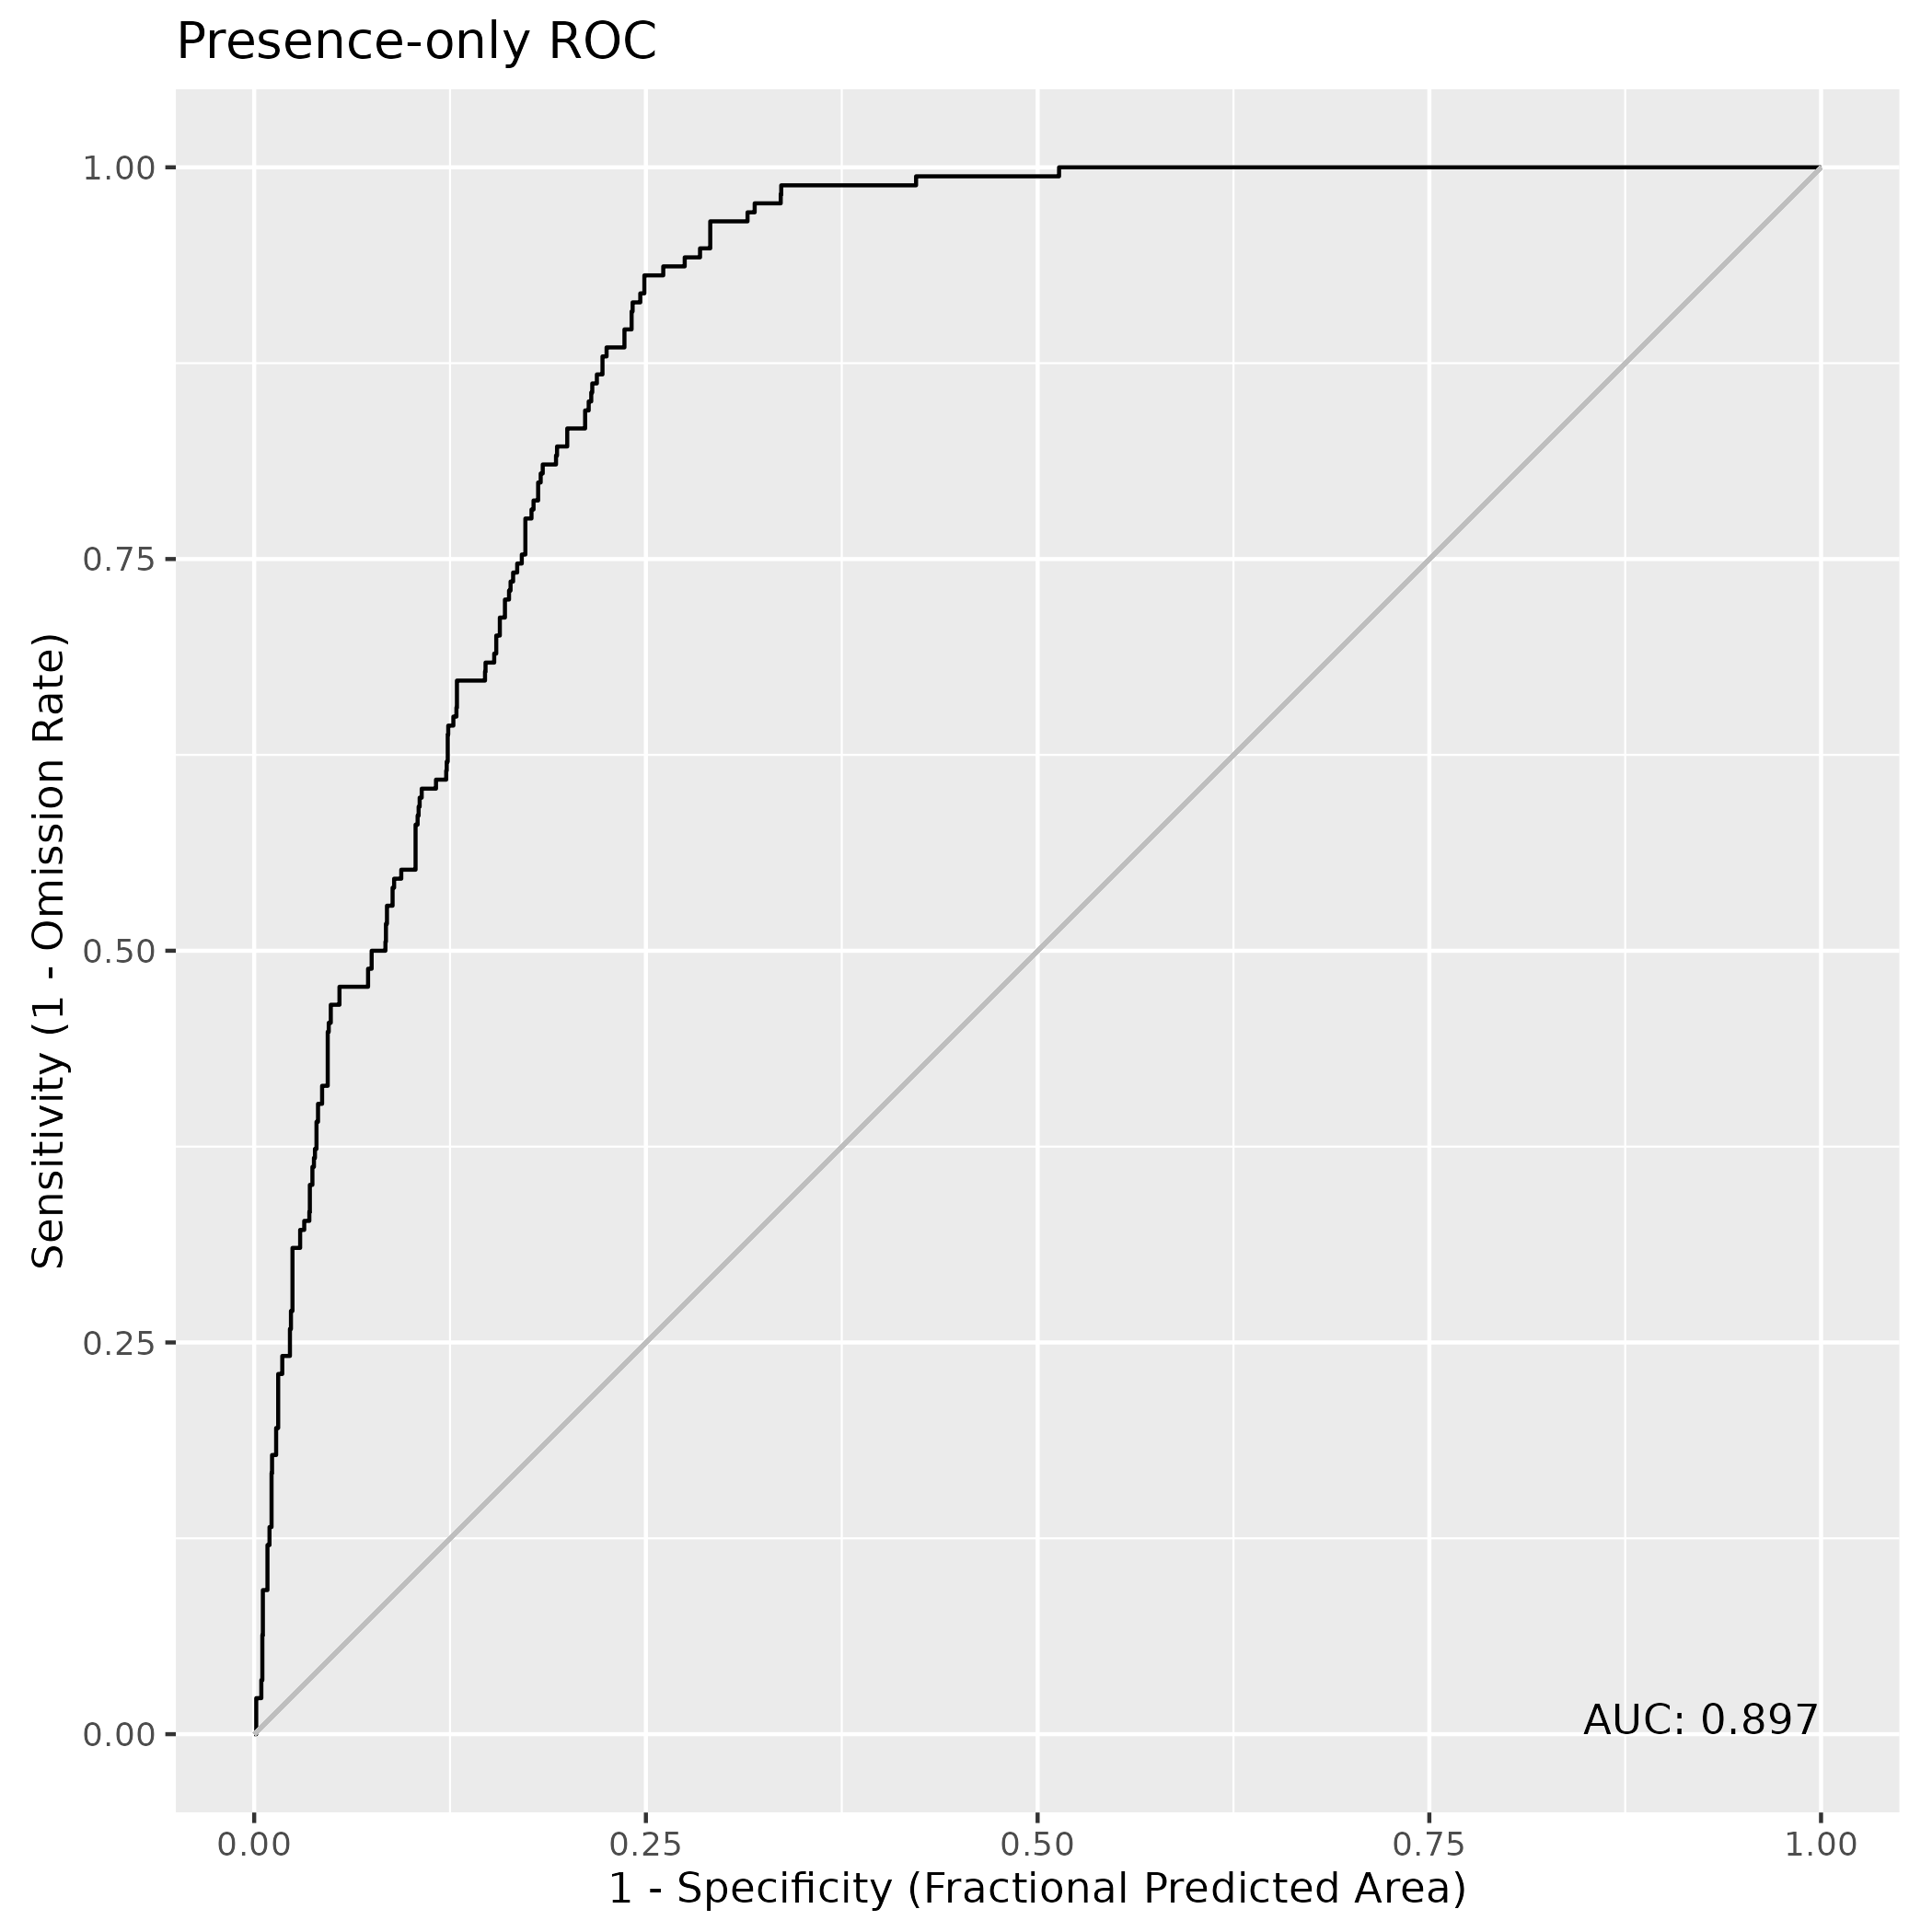 Presence-only ROC
Sensitivity (1 - Omission Rate)
1.00
0.75
0.50
0.25
0.00
AUC: 0.897
0.00 0.25 0.50 0.75 1.00
1 - Specificity (Fractional Predicted Area)